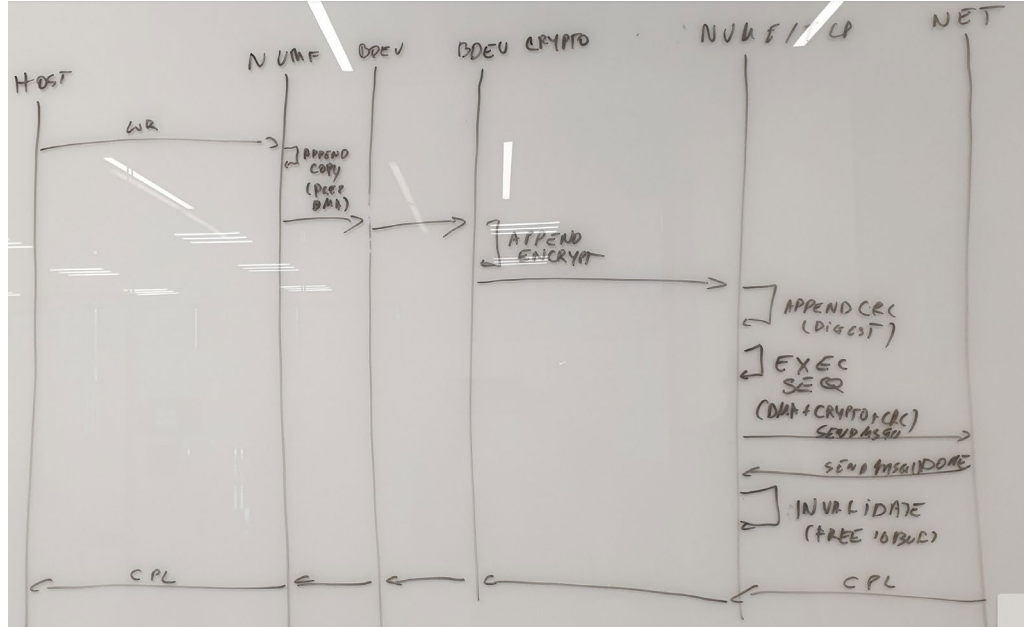 HOST
NVMF
BDEV
BDEV CRYPTO
NVME/TCP
NET
WR
APPEND
COPY
(PREP
DMA)
APPEND
ENCRYPT
APPEND CRC
(DIGEST)
EXEC
SEQ
(DMA+CRYPTO+CRC)
SENDMSG()
SENDMSG() DONE
INVALIDATE
(FREE IOBUF)
CPL
CPL